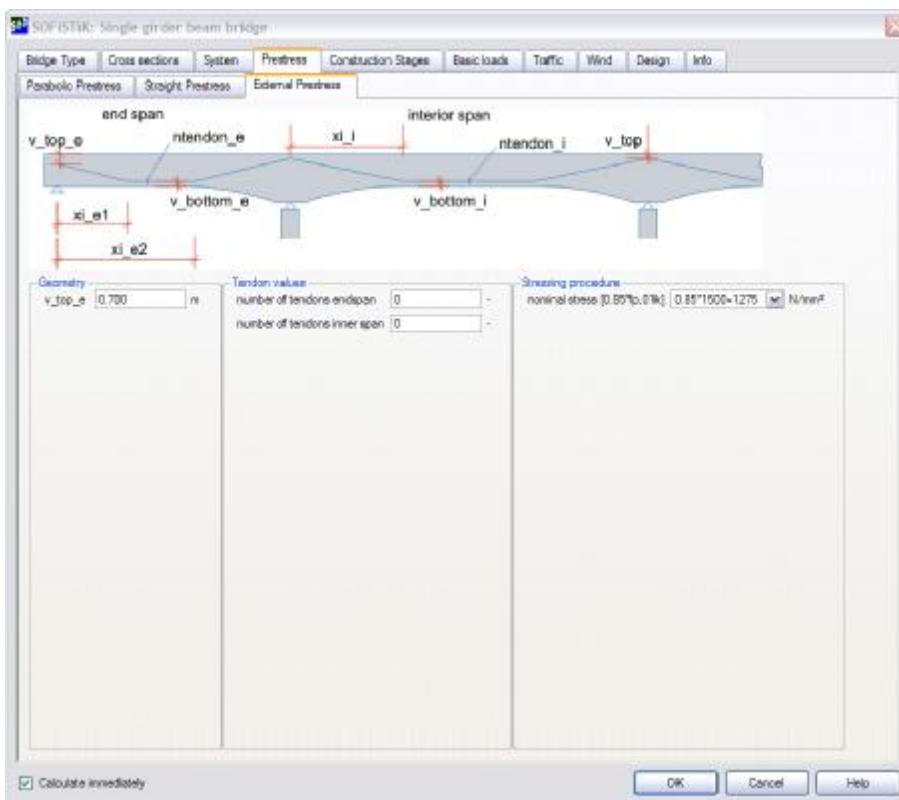 SOFiSTiK: Single girder beam bridge
Bridge Type Cross sections System Prestress Construction Stages Basic loads Traffic Wind Design Info
Parabolic Prestress Straight Prestress External Prestress
end span interior span
v_top_e ntendon_e xi_i ntendon_i v_top
v_bottom_e v_bottom_i
xi_e1
xi_e2
Geometry Tendon values Stressing procedure
v_top_e 0.700 m number of tendons endspan 0 - nominal stress [0.85*fp,01k] 0.85*1500=1275 N/mm²
number of tendons inner span 0 -
Calculate immediately OK Cancel Help